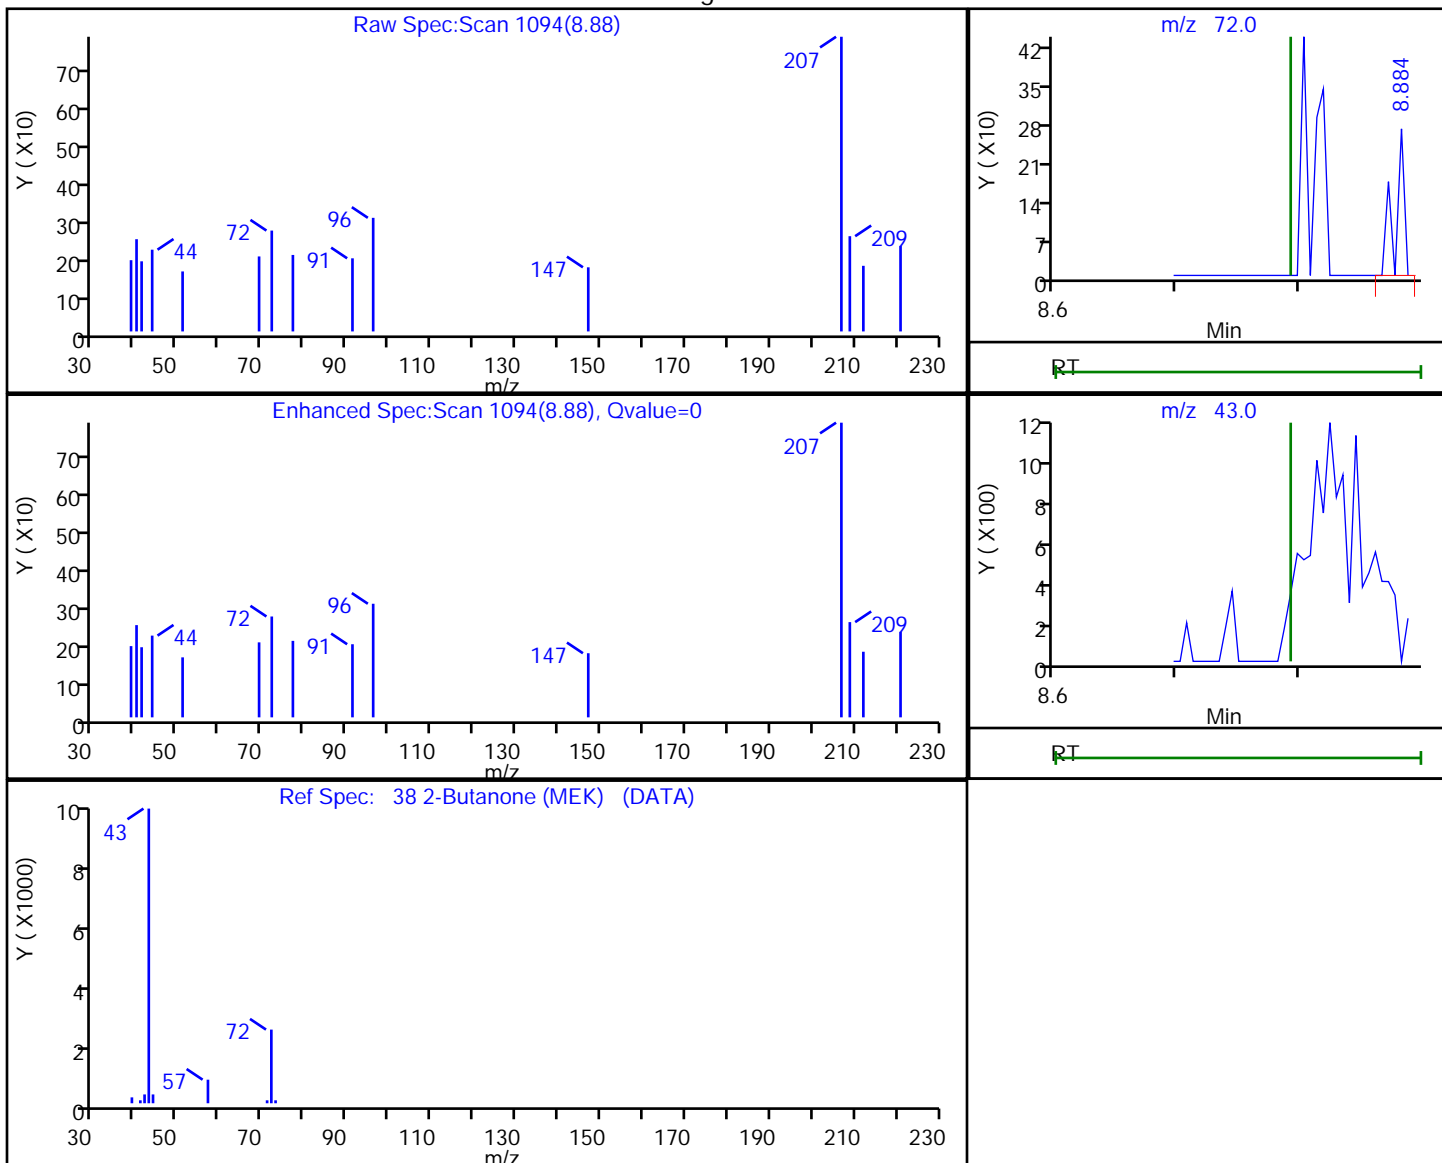 Raw Spec:Scan 1094(8.88)
Y ( X10)
70
60
50
40
30
20
10
0
207
96
72
44
91
209
147
30 50 70 90 110 130 150 170 190 210 230
m/z
m/z 72.0
Y ( X10)
42
35
28
21
14
7
0
8.884
8.6
Min
RT
Enhanced Spec:Scan 1094(8.88), Qvalue=0
Y ( X10)
70
60
50
40
30
20
10
0
207
96
72
44
91
209
147
30 50 70 90 110 130 150 170 190 210 230
m/z
m/z 43.0
Y ( X100)
12
10
8
6
4
2
0
8.6
Min
RT
Ref Spec: 38 2-Butanone (MEK) (DATA)
Y ( X1000)
10
8
6
4
2
0
43
72
57
30 50 70 90 110 130 150 170 190 210 230
m/z